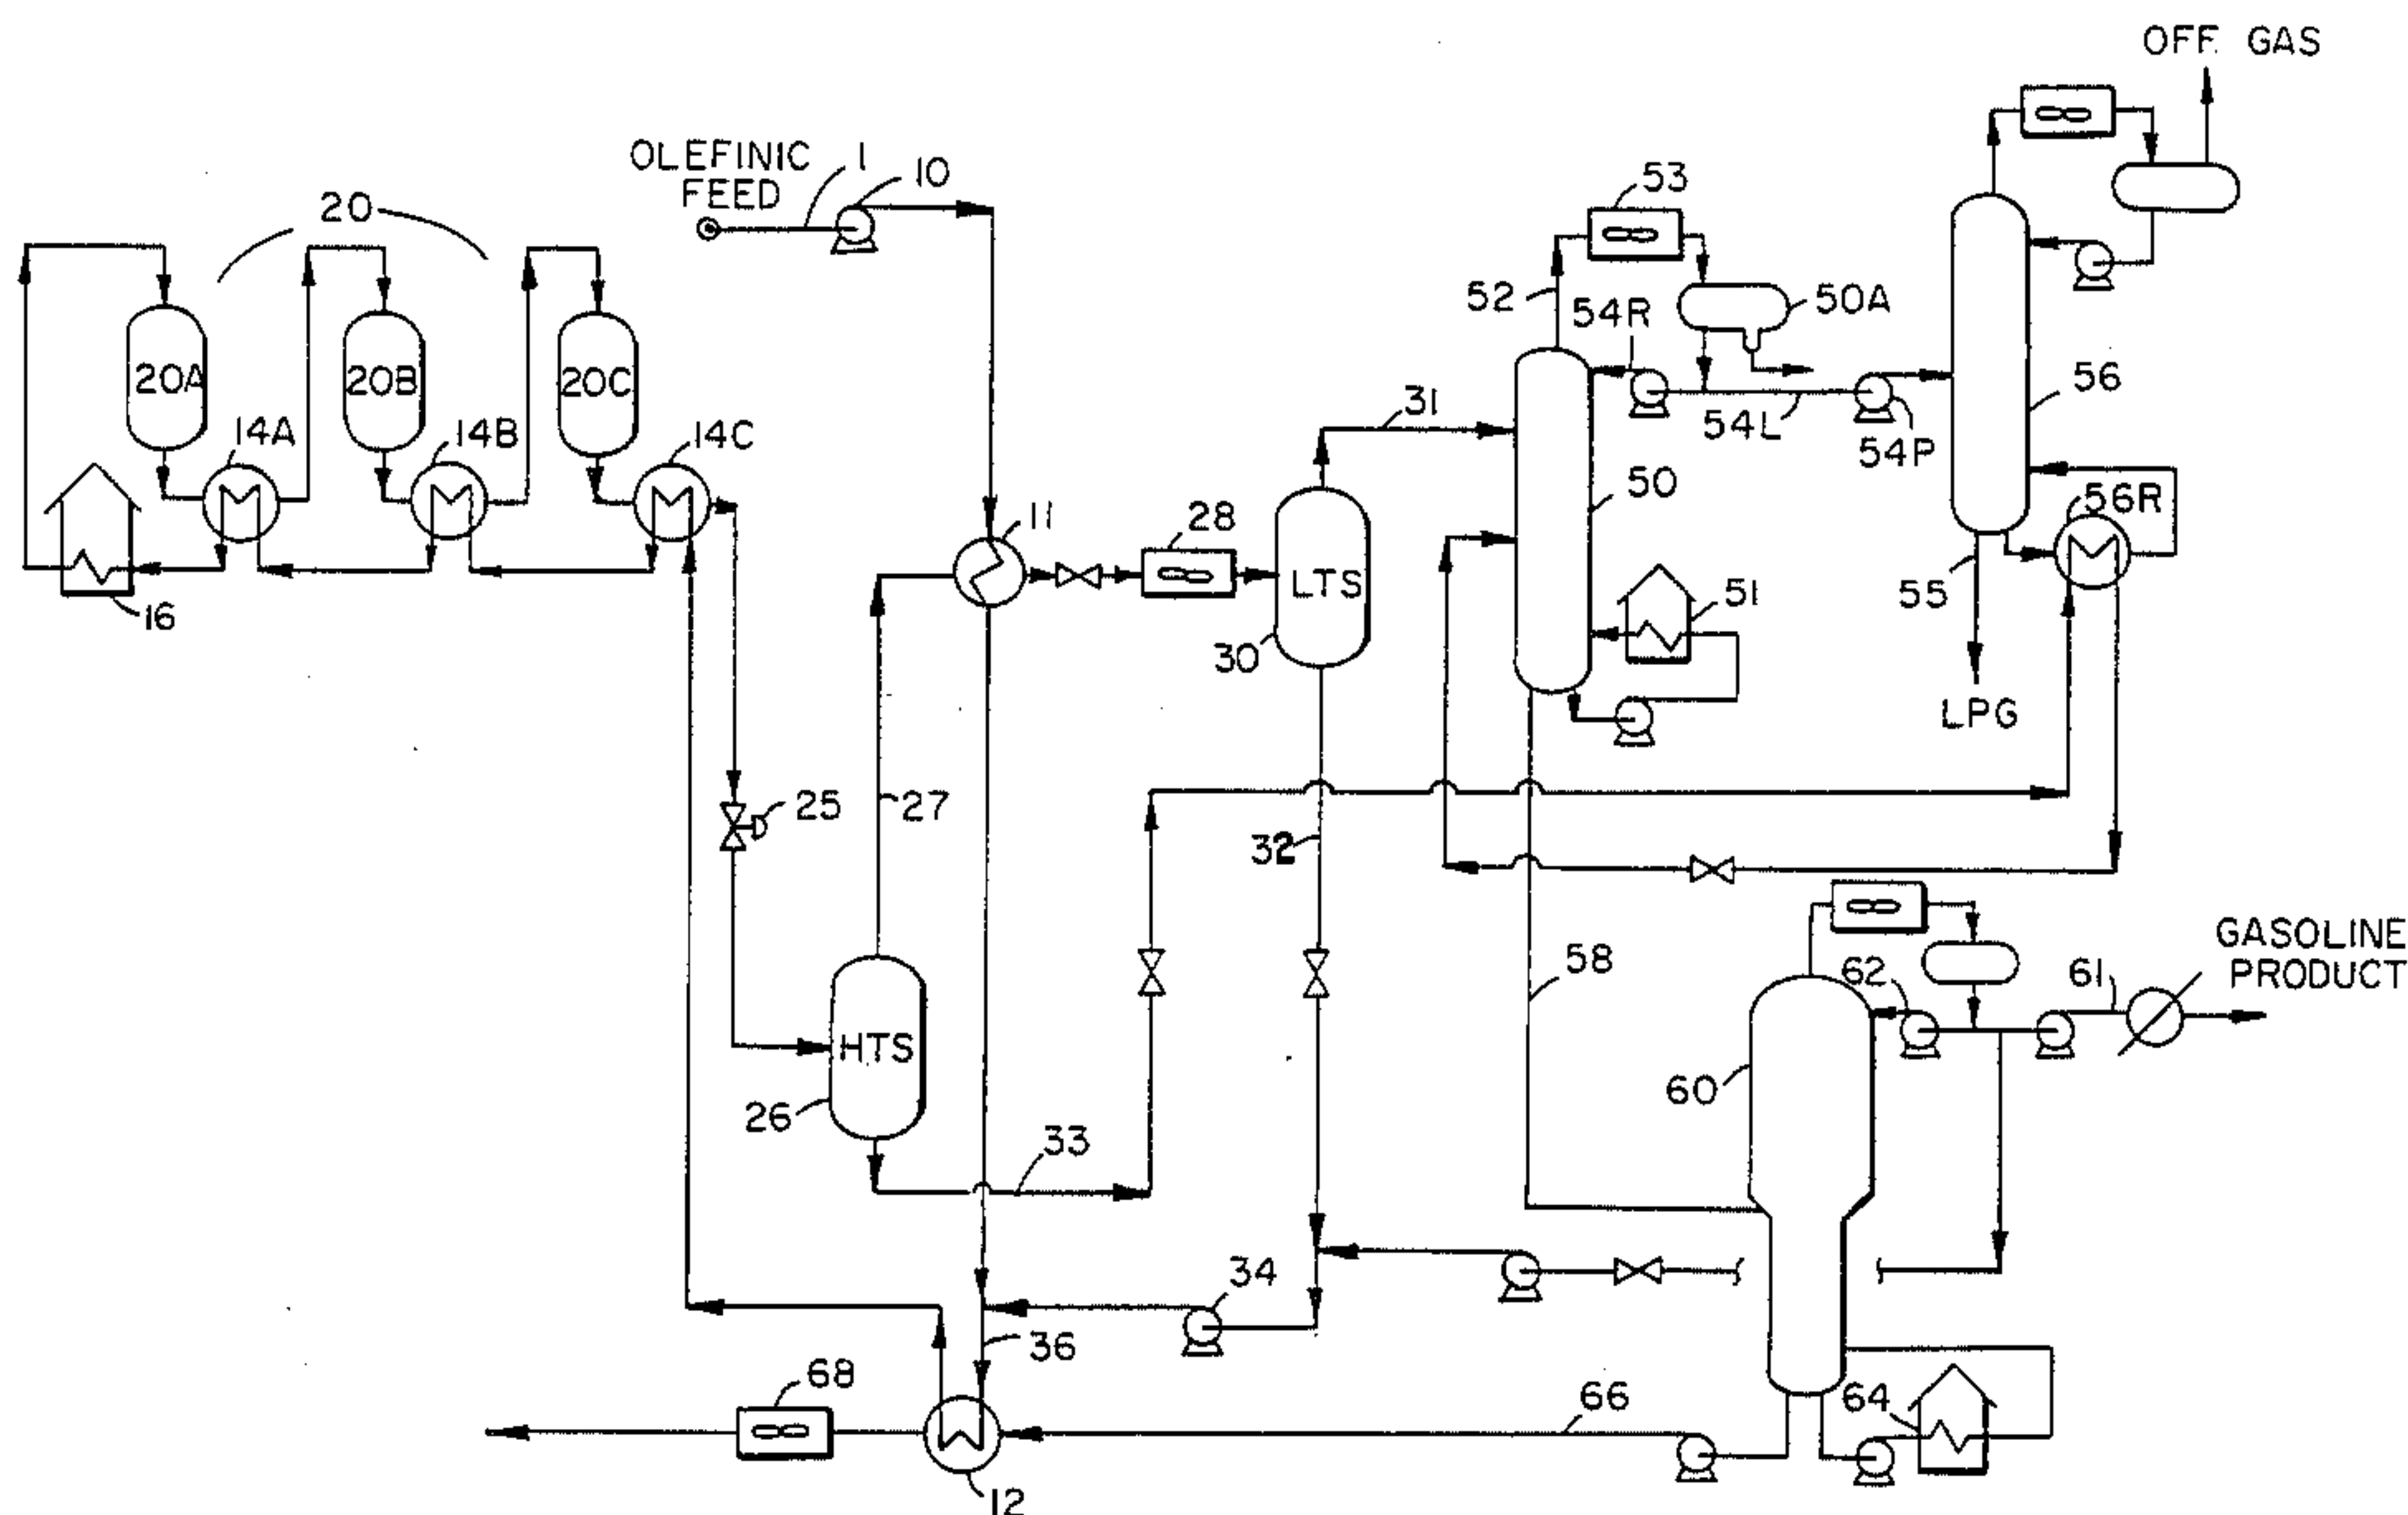 OFF GAS
OLEFINIC
FEED
1
10
20
53
52
54R
50A
20A
20B
20C
14A
14B
14C
31
54L
54P
56
50
11
28
56R
LTS
51
55
16
30
LPG
25
27
32
58
GASOLINE
PRODUCT
62
61
HTS
60
26
33
34
36
68
66
64
12